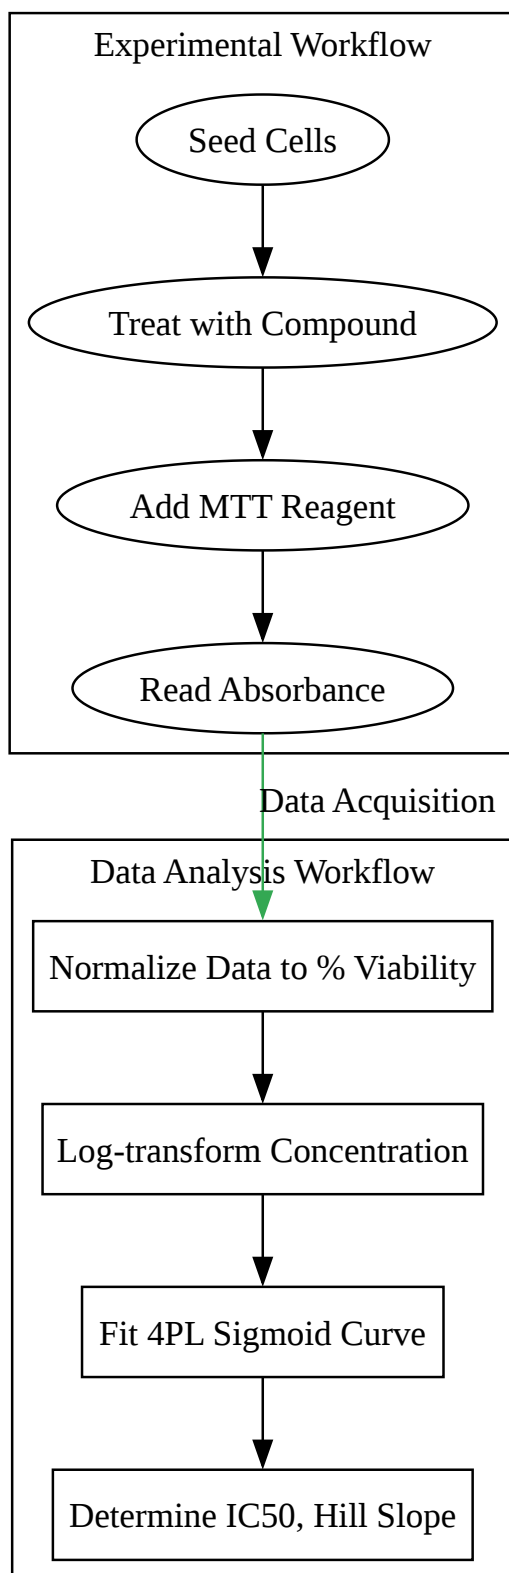 Experimental Workflow
Seed Cells
Treat with Compound
Add MTT Reagent
Read Absorbance
Data Acquisition
Data Analysis Workflow
Normalize Data to % Viability
Log-transform Concentration
Fit 4PL Sigmoid Curve
Determine IC50, Hill Slope